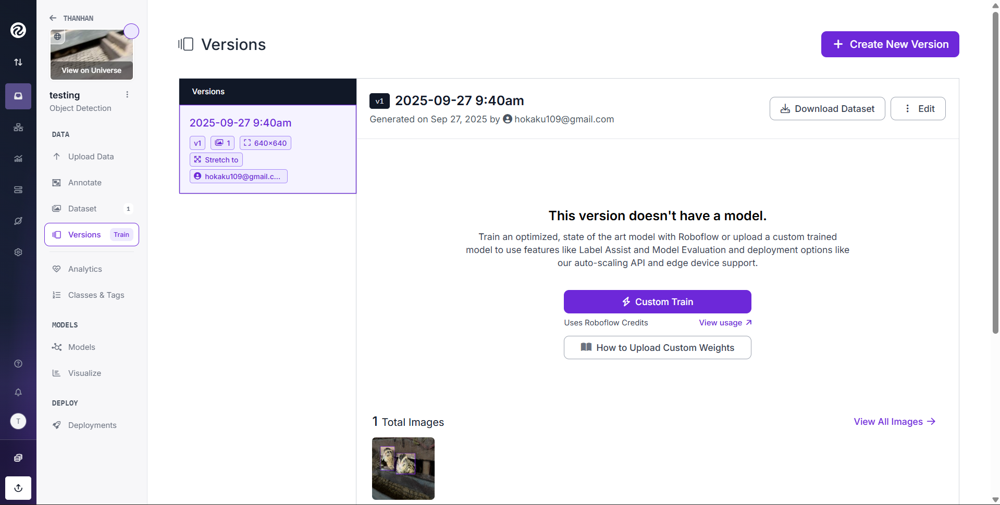 THANHAN
View on Universe
testing
Object Detection
DATA
Upload Data
Annotate
Dataset 1
Versions Train
Analytics
Classes & Tags
MODELS
Models
Visualize
DEPLOY
Deployments
T
Versions
+ Create New Version
Versions
2025-09-27 9:40am
v1 1 640×640
Stretch to
hokaku109@gmail.c...
v1 2025-09-27 9:40am
Generated on Sep 27, 2025 by hokaku109@gmail.com
Download Dataset
Edit
This version doesn't have a model.
Train an optimized, state of the art model with Roboflow or upload a custom trained
model to use features like Label Assist and Model Evaluation and deployment options like
our auto-scaling API and edge device support.
Custom Train
Uses Roboflow Credits View usage
How to Upload Custom Weights
1 Total Images
View All Images